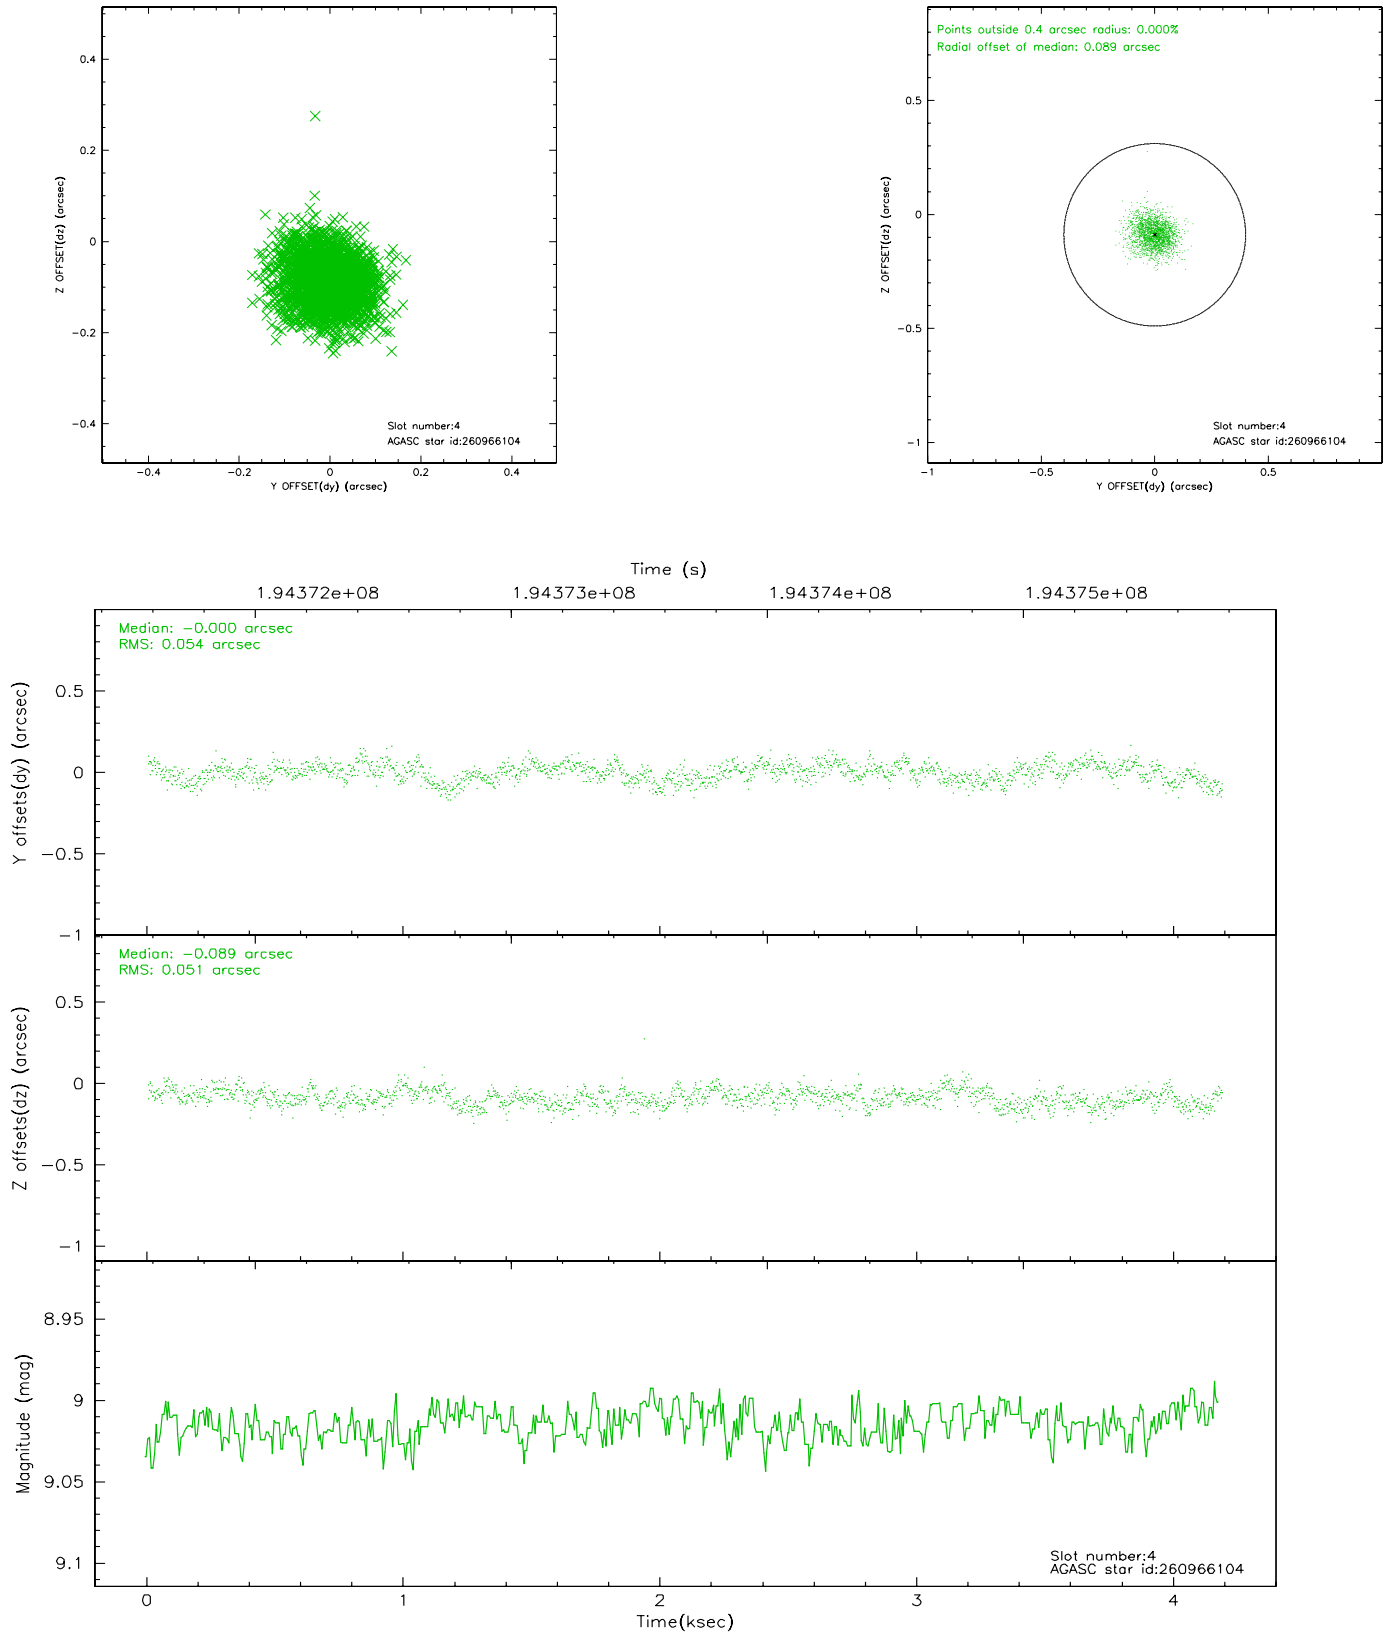 Points outside 0.4 arcsec radius: 0.000%
Radial offset of median: 0.089 arcsec
0.4
0.2
0
−0.2
−0.4
Z OFFSET(dz) (arcsec)
Slot number:4
AGASC star id:260966104
−0.4 −0.2 0 0.2 0.4
Y OFFSET(dy) (arcsec)
0.5
0
−0.5
−1
Z OFFSET(dz) (arcsec)
Slot number:4
AGASC star id:260966104
−1 −0.5 0 0.5
Y OFFSET(dy) (arcsec)
Time (s)
1.94372e+08 1.94373e+08 1.94374e+08 1.94375e+08
Median: −0.000 arcsec
RMS: 0.054 arcsec
0.5
0
−0.5
−1
Y offsets(dy) (arcsec)
Median: −0.089 arcsec
RMS: 0.051 arcsec
0.5
0
−0.5
−1
Z offsets(dz) (arcsec)
8.95
9
9.05
9.1
Magnitude (mag)
Slot number:4
AGASC star id:260966104
0 1 2 3 4
Time(ksec)